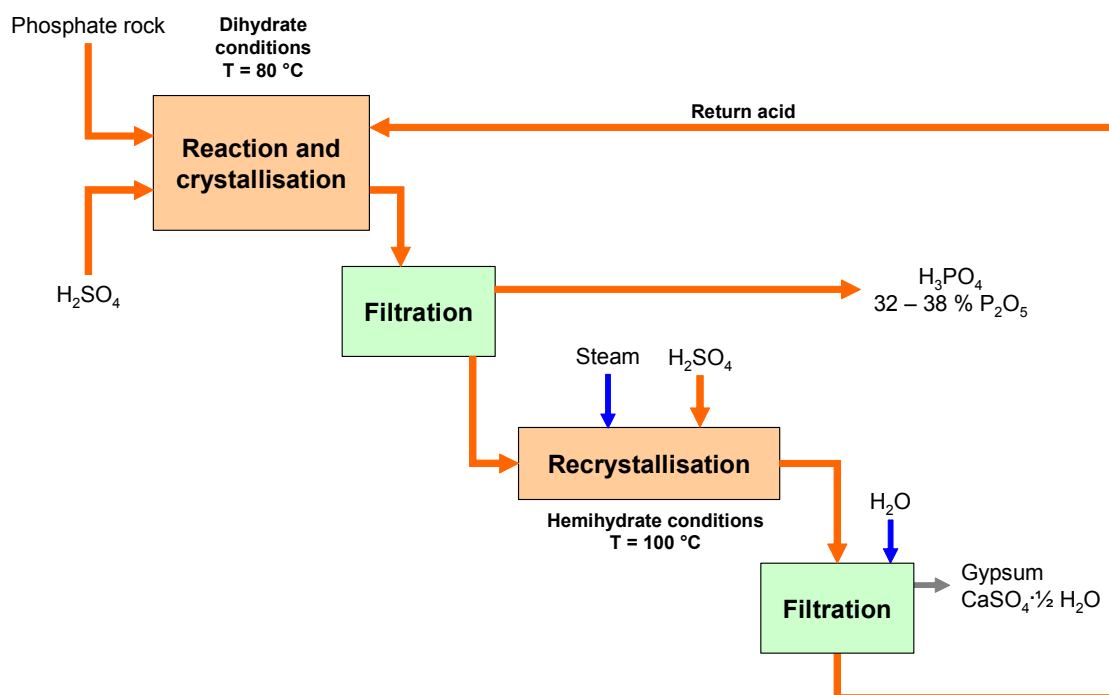 Phosphate rock
Dihydrate
conditions
T = 80 °C
Reaction and
crystallisation
Return acid
H₂SO₄
Filtration
H₃PO₄
32 – 38 % P₂O₅
Steam
H₂SO₄
Recrystallisation
Hemihydrate conditions
T = 100 °C
H₂O
Filtration
Gypsum
CaSO₄·½ H₂O